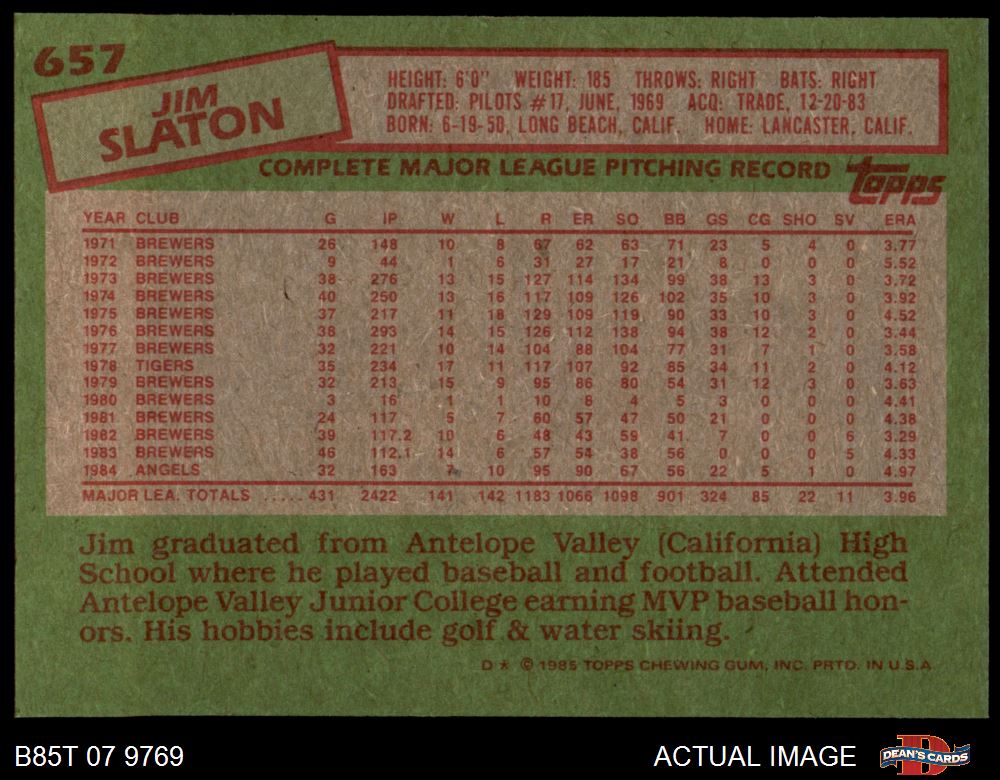 657
JIM
SLATON
HEIGHT: 6'0" WEIGHT: 185 THROWS: RIGHT BATS: RIGHT
DRAFTED: PILOTS #17, JUNE, 1969 ACQ: TRADE, 12-20-83
BORN: 6-19-50, LONG BEACH, CALIF. HOME: LANCASTER, CALIF.
COMPLETE MAJOR LEAGUE PITCHING RECORD
topps
YEAR CLUB G IP W L R ER SO BB GS CG SHO SV ERA
1971 BREWERS 26 148 10 8 67 62 63 71 23 5 4 0 3.77
1972 BREWERS 9 44 1 6 31 27 17 21 8 0 0 0 5.52
1973 BREWERS 38 276 13 15 127 114 134 99 38 13 3 0 3.72
1974 BREWERS 40 250 13 16 117 109 126 102 35 10 3 0 3.92
1975 BREWERS 37 217 11 18 129 109 119 90 33 10 3 0 4.52
1976 BREWERS 38 293 14 15 126 112 138 94 38 12 2 0 3.44
1977 BREWERS 32 221 10 14 104 88 104 77 31 7 1 0 3.58
1978 TIGERS 35 234 17 11 117 107 92 85 34 11 2 0 4.12
1979 BREWERS 32 213 15 9 95 86 80 54 31 12 3 0 3.63
1980 BREWERS 3 16 1 1 10 8 4 5 3 0 0 0 4.41
1981 BREWERS 24 117 5 7 60 57 47 50 21 0 0 0 4.38
1982 BREWERS 39 117.2 10 6 48 43 59 41 7 0 0 6 3.29
1983 BREWERS 46 112.1 14 6 57 54 38 56 0 0 0 5 4.33
1984 ANGELS 32 163 7 10 95 90 67 56 22 5 1 0 4.97
MAJOR LEA. TOTALS ..... 431 2422 141 142 1183 1066 1098 901 324 85 22 11 3.96
Jim graduated from Antelope Valley (California) High
School where he played baseball and football. Attended
Antelope Valley Junior College earning MVP baseball hon-
ors. His hobbies include golf & water skiing.
D * © 1985 TOPPS CHEWING GUM, INC. PRTD. IN U.S.A.
B85T 07 9769
ACTUAL IMAGE
DEAN'S CARDS